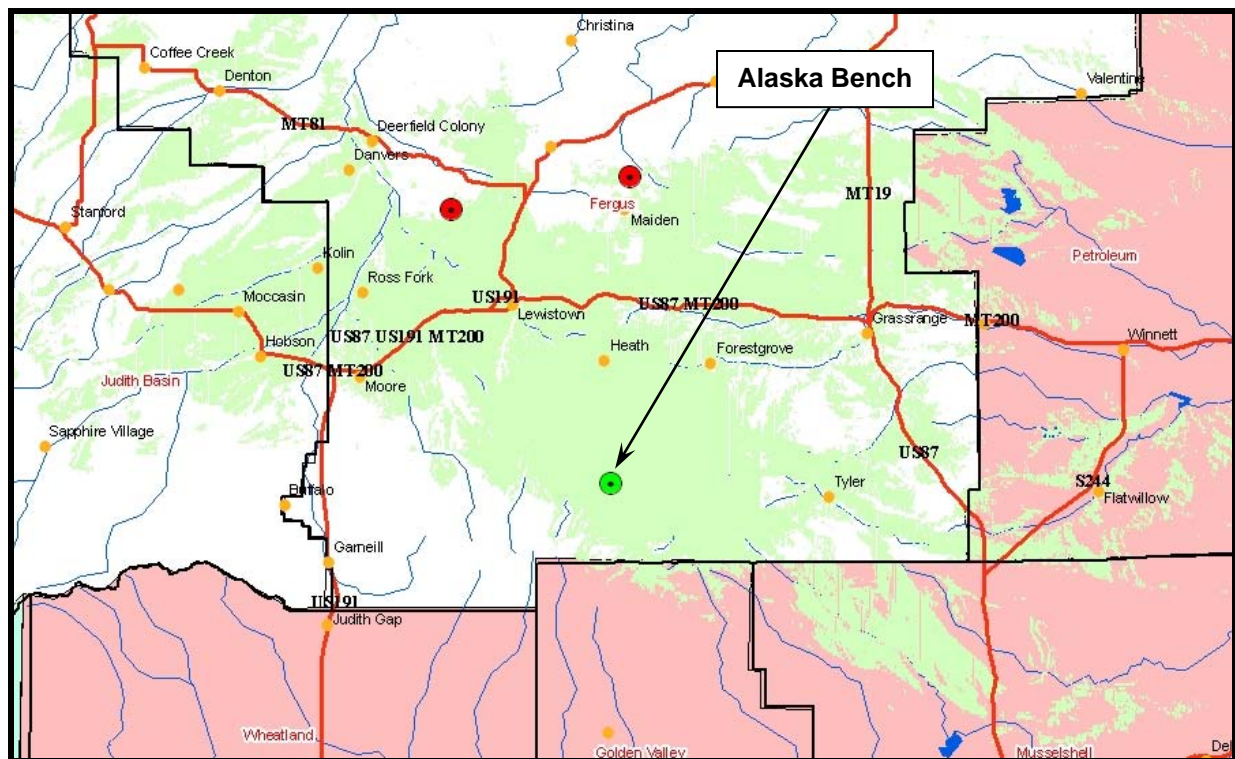 Christina
Coffee Creek
Alaska Bench
Denton
Valentine
MT81
Deerfield Colony
Danvers
MT19
Fergus
Maiden
Stanford
Petroleum
Kolin
Ross Fork
Moccasin
US191
US87 MT200
Lewistown
Grassrange
MT200
US87 US191 MT200
Winnett
Hobson
Heath
Forestgrove
US87 MT200
Judith Basin
Moore
Sapphire Village
US87
Tyler
S244
Buffalo
Flatwillow
Garneill
US191
Judith Gap
Wheatland
Golden Valley
Musselshell
Del